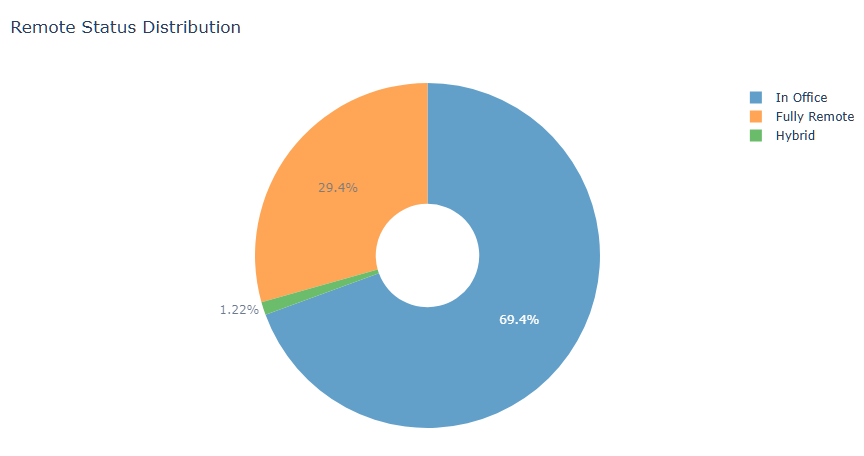 Remote Status Distribution
In Office
Fully Remote
Hybrid
29.4%
1.22%
69.4%